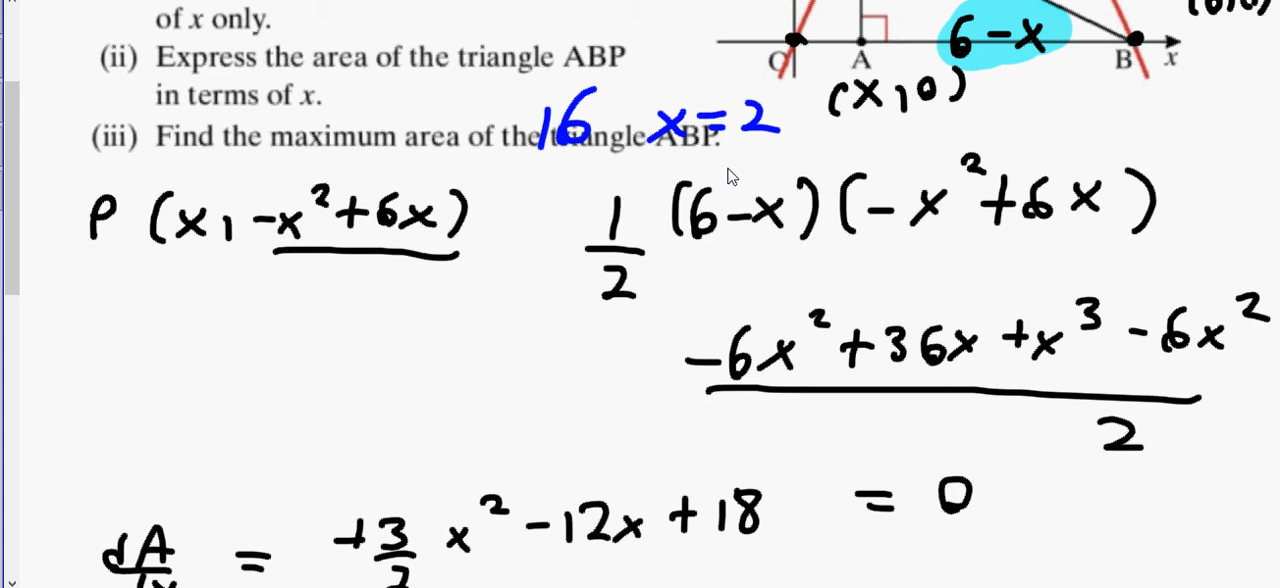 of x only.
(ii) Express the area of the triangle ABP
in terms of x.
(iii) Find the maximum area of the triangle ABP.
16 x=2
6-x
O A B x
(x,0)
P (x, -x²+6x)
1/2 (6-x)(-x²+6x)
-6x²+36x+x³-6x²
2
dA/dx = +3/2 x²-12x+18 = 0